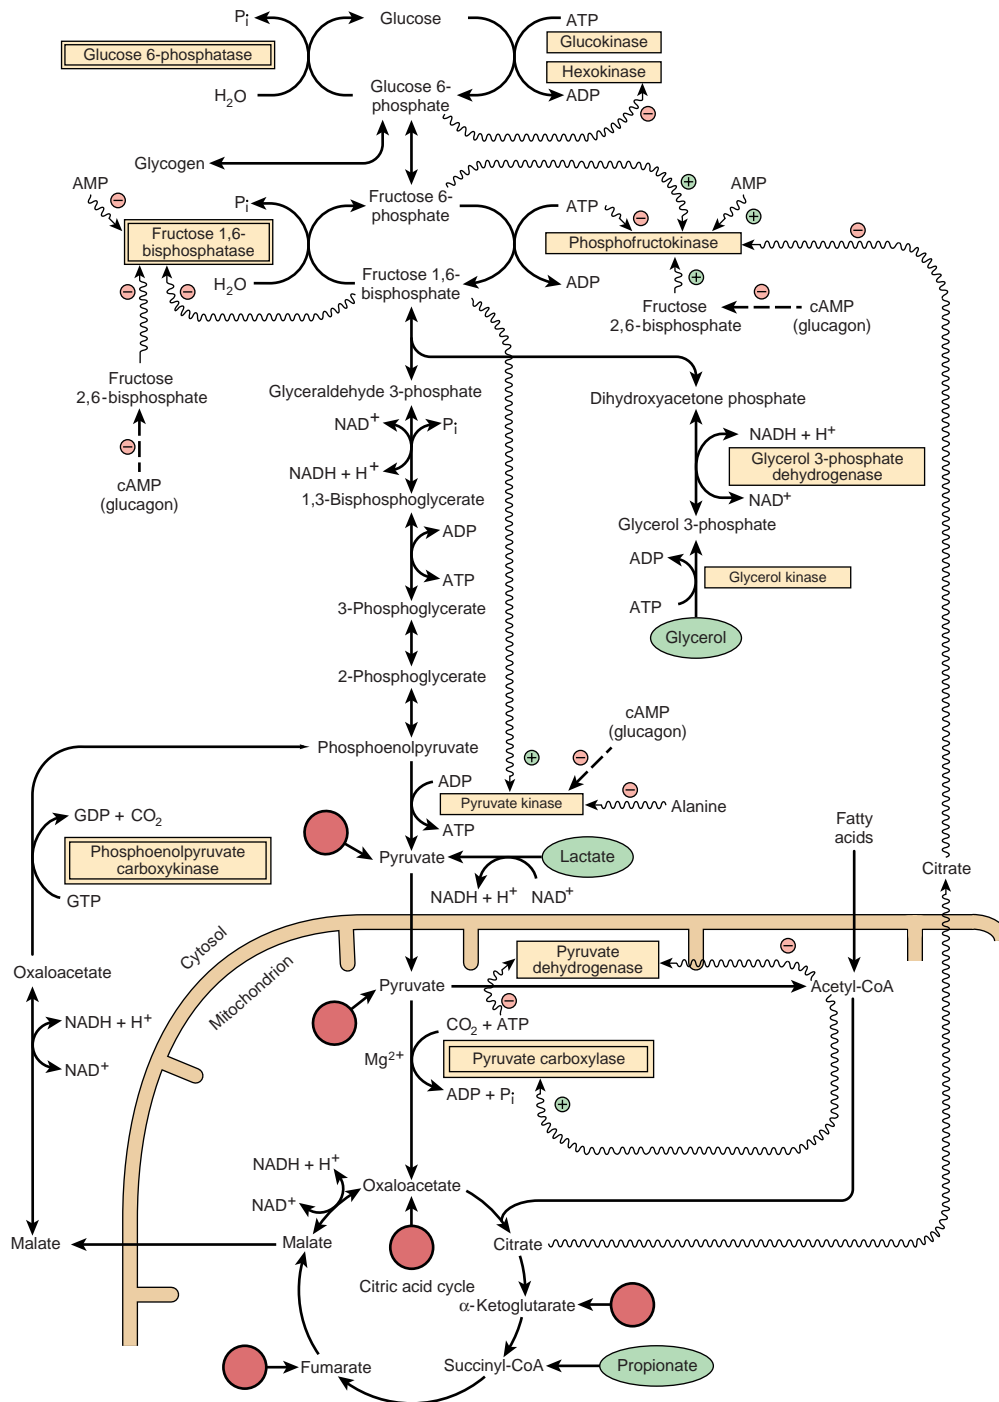 Pi
Glucose
ATP
Glucose 6-phosphatase
Glucokinase
Hexokinase
H2O
Glucose 6-
phosphate
ADP
−
Glycogen
AMP
−
Pi
Fructose 6-
phosphate
+
AMP
ATP
−
+
−
Fructose 1,6-
bisphosphatase
Phosphofructokinase
−
−
H2O
Fructose 1,6-
bisphosphate
ADP
+
−
Fructose
2,6-bisphosphate
cAMP
(glucagon)
Fructose
2,6-bisphosphate
Glyceraldehyde 3-phosphate
Dihydroxyacetone phosphate
NAD+
Pi
NADH + H+
−
NADH + H+
Glycerol 3-phosphate
dehydrogenase
cAMP
(glucagon)
1,3-Bisphosphoglycerate
NAD+
Glycerol 3-phosphate
ADP
ADP
ATP
Glycerol kinase
3-Phosphoglycerate
ATP
Glycerol
2-Phosphoglycerate
cAMP
(glucagon)
Phosphoenolpyruvate
+
−
ADP
−
Pyruvate kinase
Alanine
GDP + CO2
ATP
Fatty
acids
Phosphoenolpyruvate
carboxykinase
Pyruvate
Lactate
Citrate
GTP
NADH + H+
NAD+
Cytosol
Mitochondrion
Pyruvate
dehydrogenase
−
Oxaloacetate
Pyruvate
−
Acetyl-CoA
NADH + H+
CO2 + ATP
Mg2+
Pyruvate carboxylase
NAD+
ADP + Pi
+
NADH + H+
Oxaloacetate
NAD+
Malate
Malate
Citrate
Citric acid cycle
α-Ketoglutarate
Fumarate
Succinyl-CoA
Propionate